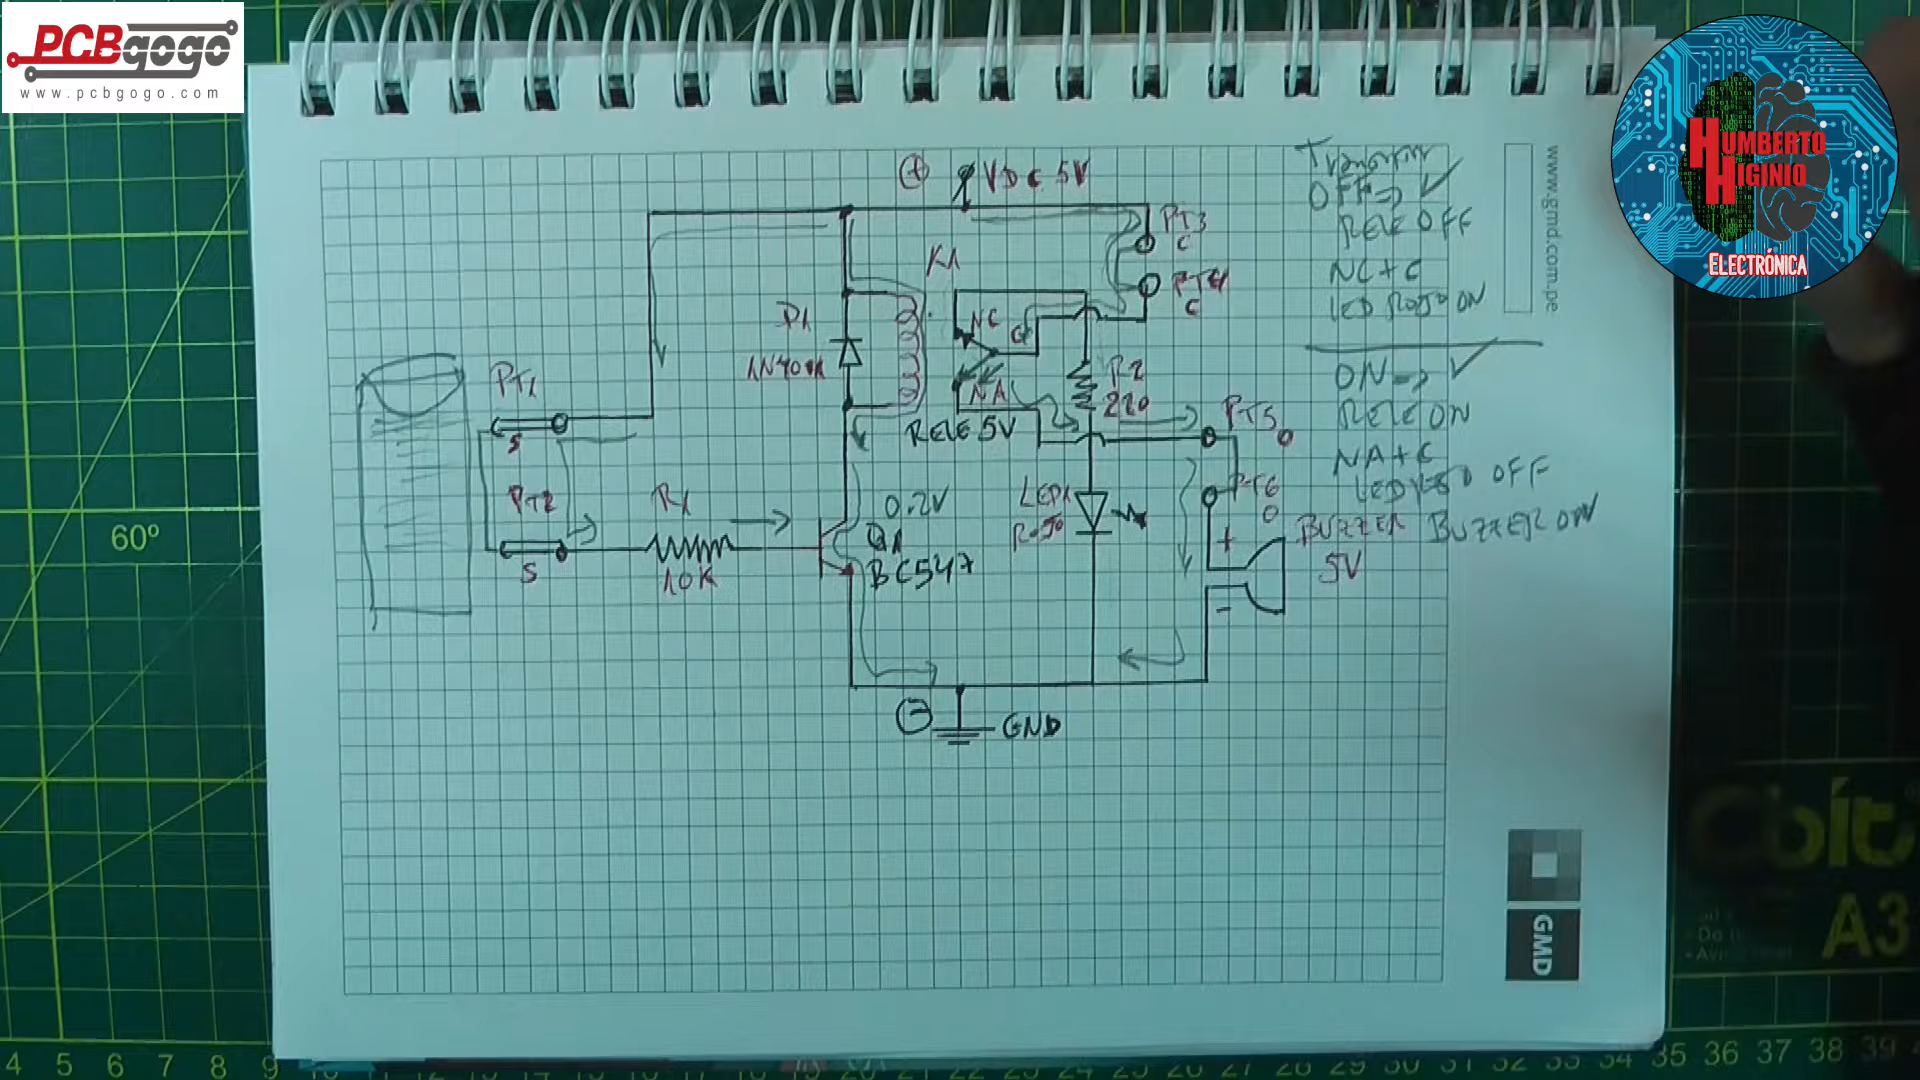 PCBgogo
www.pcbgogo.com
HUMBERTO
HIGINIO
ELECTRÓNICA
www.gmd.com.pe
+ VDC 5V
PT3
C
PT4
C
K1
D1
NC
C
NA
RELE 5V
R2
220
PT1
S
PT2
S
R1
10K
0.2V
Q1
BC547
LED1
Rojo
PT5
O
PT6
O
BUZZER
5V
+
-
- GND
OFF=> ✓
RELE OFF
NC+C
LED Rojo ON
ON=> ✓
RELE ON
NA+C
LED Rojo OFF
BUZZER ON
60º
GMD
A3
4 5 6 7 8 9 35 36 37 38 39